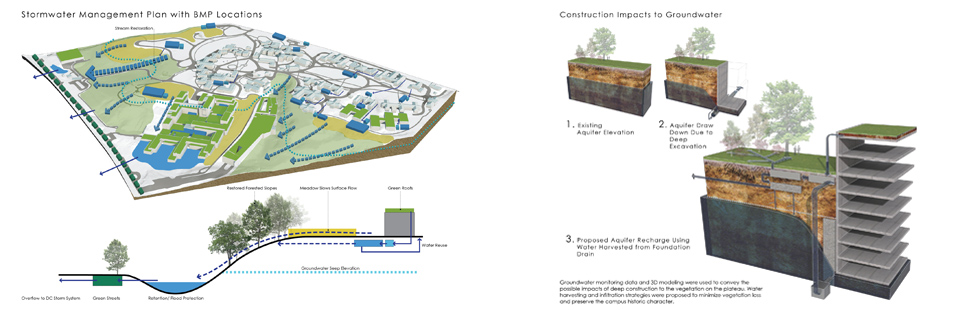 Stormwater Management Plan with BMP Locations
Stream Restoration
Restored Forested Slopes
Meadow Slows Surface Flow
Green Roofs
Water Reuse
Groundwater Seep Elevation
Overflow to DC Storm System
Green Streets
Retention/ Flood Protection
Construction Impacts to Groundwater
1. Existing
Aquifer Elevation
2. Aquifer Draw
Down Due to
Deep
Excavation
3. Proposed Aquifer Recharge Using
Water Harvested from Foundation
Drain
Groundwater monitoring data and 3D modeling were used to convey the
possible impacts of deep construction to the vegetation on the plateau. Water
harvesting and infiltration strategies were proposed to minimize vegetation loss
and preserve the campus historic character.